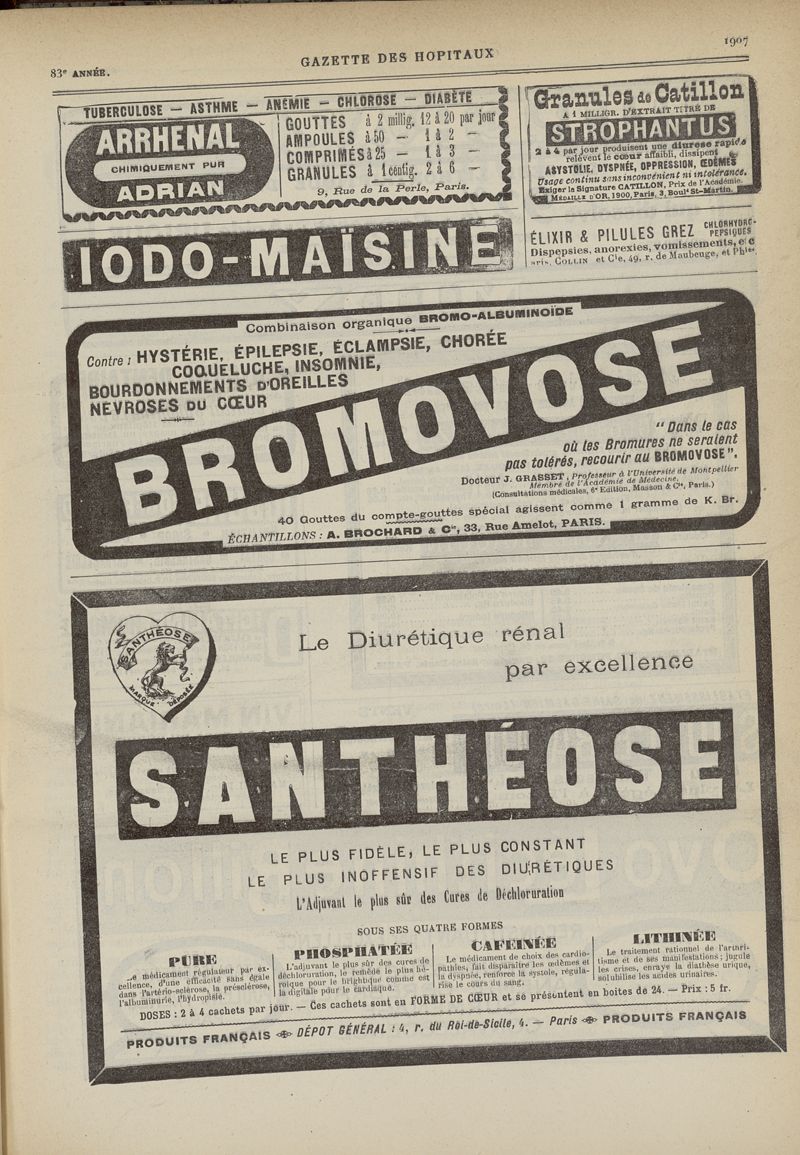 83e ANNÉE.
GAZETTE DES HOPITAUX
1907
TUBERCULOSE — ASTHME — ANÉMIE — CHLOROSE — DIABÈTE
ARRHÉNAL
CHIMIQUEMENT PUR
ADRIAN
GOUTTES à 2 millig. 12 à 20 par jour
AMPOULES à 50 — 1 à 2 —
COMPRIMÉS à 25 — 1 à 3 —
GRANULES à 1 centig. 2 à 6 —
9, Rue de la Perle, Paris.
Granules de Catillon
A 1 MILLIGR. D'EXTRAIT TITRÉ DE
STROPHANTUS
2 à 4 par jour produisent une diurèse rapide
relèvent le cœur affaibli, dissipent
ASYSTOLIE, DYSPNÉE, OPPRESSION, ŒDÈMES
Usage continu sans inconvénient ni intolérance.
Exiger la Signature CATILLON, Prix de l'Académie.
MÉDAILLE D'OR, 1900, Paris, 3, Boulᵈ St-Martin.
IODO-MAÏSINE
ÉLIXIR & PILULES GREZ CHLORHYDRO-PEPSIQUES
Dispepsies, anorexies, vomissements, etc
COLLIN et Cie, 49, r. de Maubeuge, et Phies.
Combinaison organique BROMO-ALBUMINOÏDE
Contre : HYSTÉRIE, ÉPILEPSIE, ÉCLAMPSIE, CHORÉE
COQUELUCHE, INSOMNIE,
BOURDONNEMENTS D'OREILLES
NÉVROSES DU CŒUR
BROMOVOSE
"Dans le cas
où les Bromures ne seraient
pas tolérés, recourir au BROMOVOSE".
Docteur J. GRASSET, Professeur à l'Université de Montpellier
Membre de l'Académie de Médecine.
(Consultations médicales, 6e Édition, Masson & Cie, Paris.)
40 Gouttes du compte-gouttes spécial agissent comme 1 gramme de K. Br.
ÉCHANTILLONS : A. BROCHARD & Cie, 33, Rue Amelot, PARIS.
SANTHÉOSE
MARQUE DÉPOSÉE
Le Diurétique rénal
par excellence
SANTHÉOSE
LE PLUS FIDÈLE, LE PLUS CONSTANT
LE PLUS INOFFENSIF DES DIURÉTIQUES
L'Adjuvant le plus sûr des Cures de Déchloruration
SOUS SES QUATRE FORMES
PURE
Le médicament régulateur par ex-
cellence, d'une efficacité sans égale
dans l'artério-sclérose, la présclérose,
l'albuminurie, l'hydropisie.
PHOSPHATÉE
L'adjuvant le plus sûr des cures de
déchloruration, le remède le plus hé-
roïque pour le brightique comme est
la digitale pour le cardiaque.
CAFEINÉE
Le médicament de choix des cardio-
pathies, fait disparaître les œdèmes et
la dyspnée, renforce la systole, régula-
rise le cours du sang.
LITHINÉE
Le traitement rationnel de l'arthri-
tisme et de ses manifestations ; jugule
les crises, enraye la diathèse urique,
solubilise les acides urinaires.
DOSES : 2 à 4 cachets par jour. — Ces cachets sont en FORME DE CŒUR et se présentent en boites de 24. — Prix : 5 fr.
PRODUITS FRANÇAIS DÉPOT GÉNÉRAL : 4, r. du Roi-de-Sicile, 4. — Paris PRODUITS FRANÇAIS